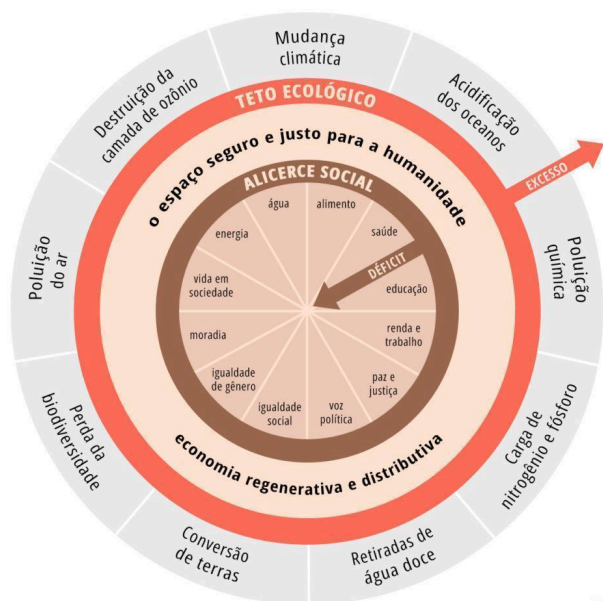 Mudança
climática
Acidificação
dos oceanos
Poluição
química
Carga de
nitrogênio e fósforo
Retiradas de
água doce
Conversão
de terras
Perda da
biodiversidade
Poluição
do ar
Destruição da
camada de ozônio
TETO ECOLÓGICO
EXCESSO
o espaço seguro e justo para a humanidade
ALICERCE SOCIAL
DÉFICIT
água
alimento
saúde
educação
renda e
trabalho
paz e
justiça
voz
política
igualdade
social
igualdade
de gênero
moradia
vida em
sociedade
energia
economia regenerativa e distributiva